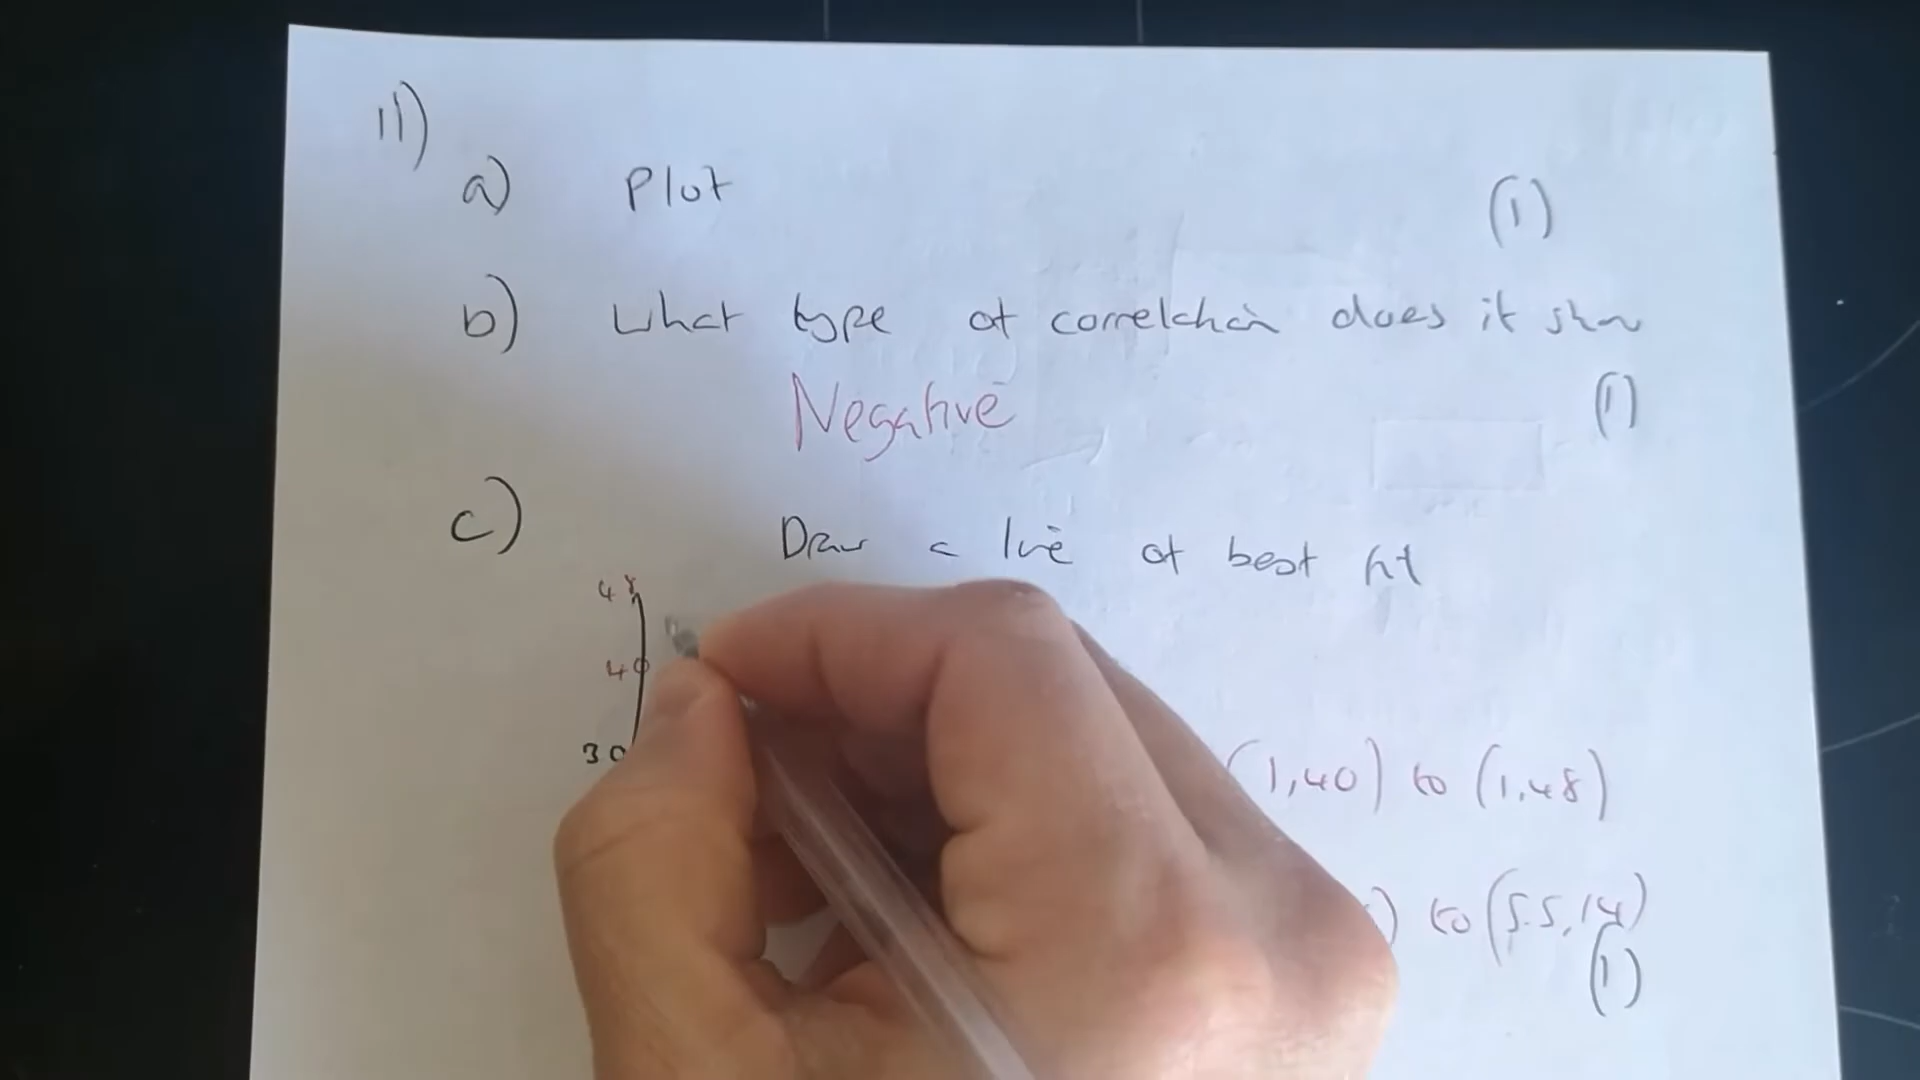 11)
a) Plot (1)
b) What type of correlation does it show
Negative (1)
c) Draw a line of best fit
48
40
30
(1,40) to (1,48)
) to (5.5,14)
(1)